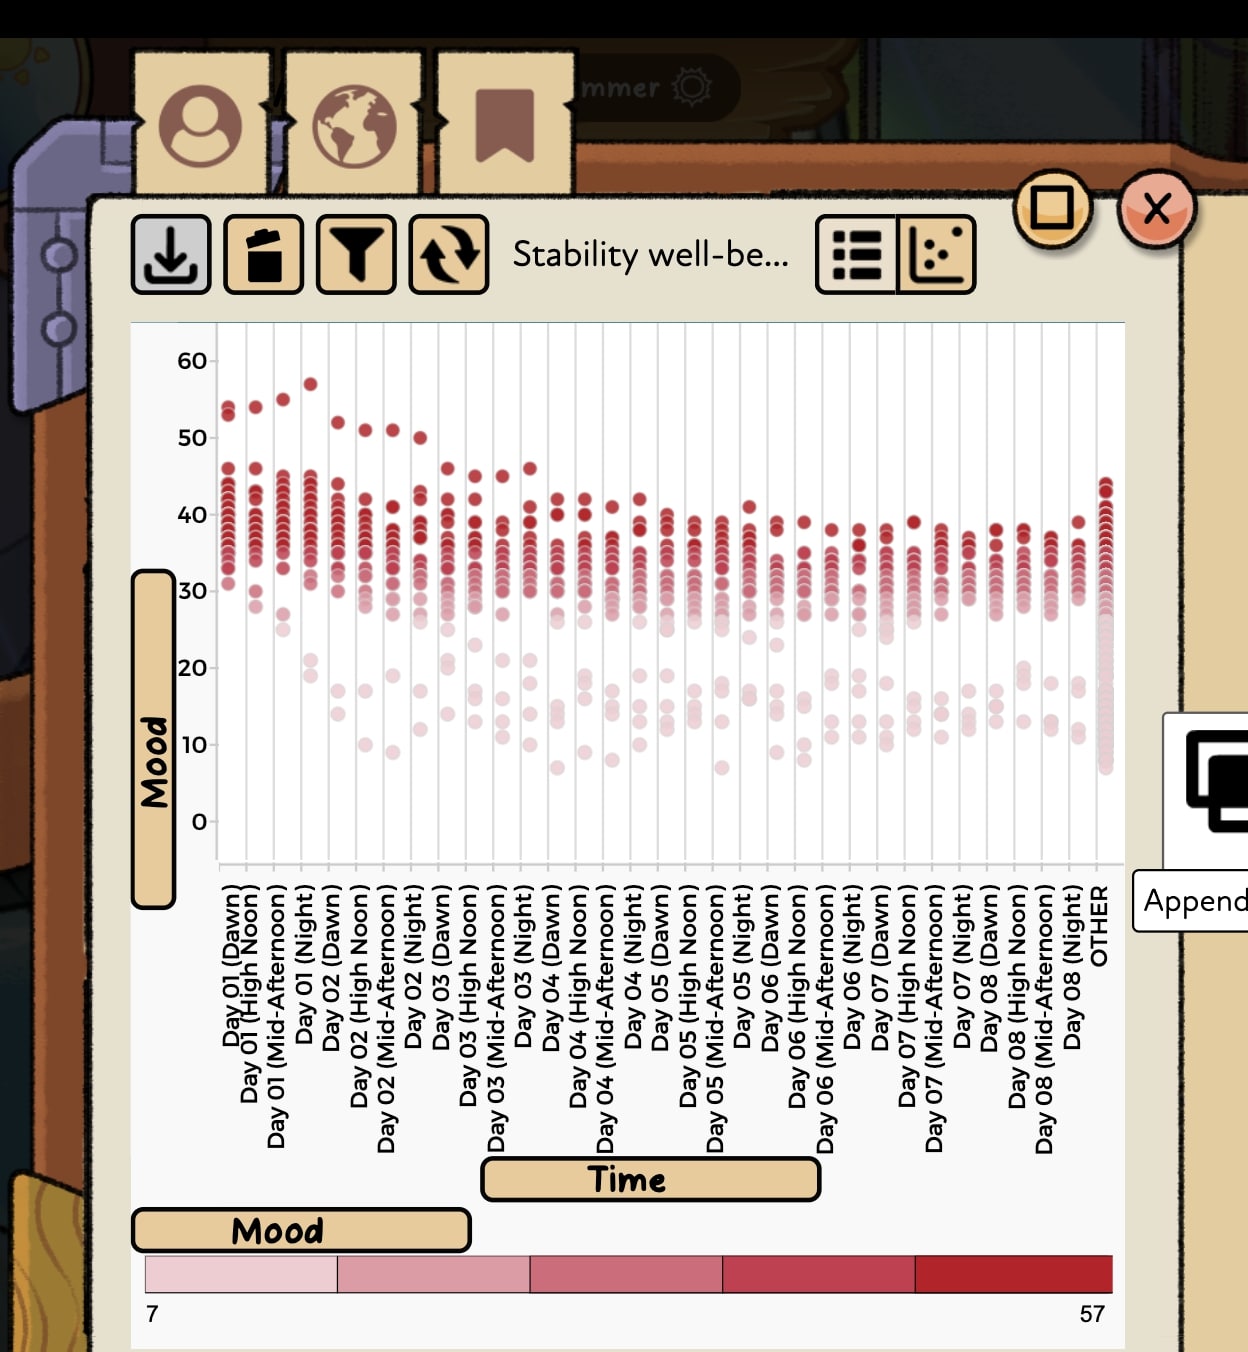 mmer
Stability well-be...
60
50
40
30
20
10
0
Mood
Day 01 (Dawn)
Day 01 (High Noon)
Day 01 (Mid-Afternoon)
Day 01 (Night)
Day 02 (Dawn)
Day 02 (High Noon)
Day 02 (Mid-Afternoon)
Day 02 (Night)
Day 03 (Dawn)
Day 03 (High Noon)
Day 03 (Mid-Afternoon)
Day 03 (Night)
Day 04 (Dawn)
Day 04 (High Noon)
Day 04 (Mid-Afternoon)
Day 04 (Night)
Day 05 (Dawn)
Day 05 (High Noon)
Day 05 (Mid-Afternoon)
Day 05 (Night)
Day 06 (Dawn)
Day 06 (High Noon)
Day 06 (Mid-Afternoon)
Day 06 (Night)
Day 07 (Dawn)
Day 07 (High Noon)
Day 07 (Mid-Afternoon)
Day 07 (Night)
Day 08 (Dawn)
Day 08 (High Noon)
Day 08 (Mid-Afternoon)
Day 08 (Night)
OTHER
Append
Time
Mood
7
57